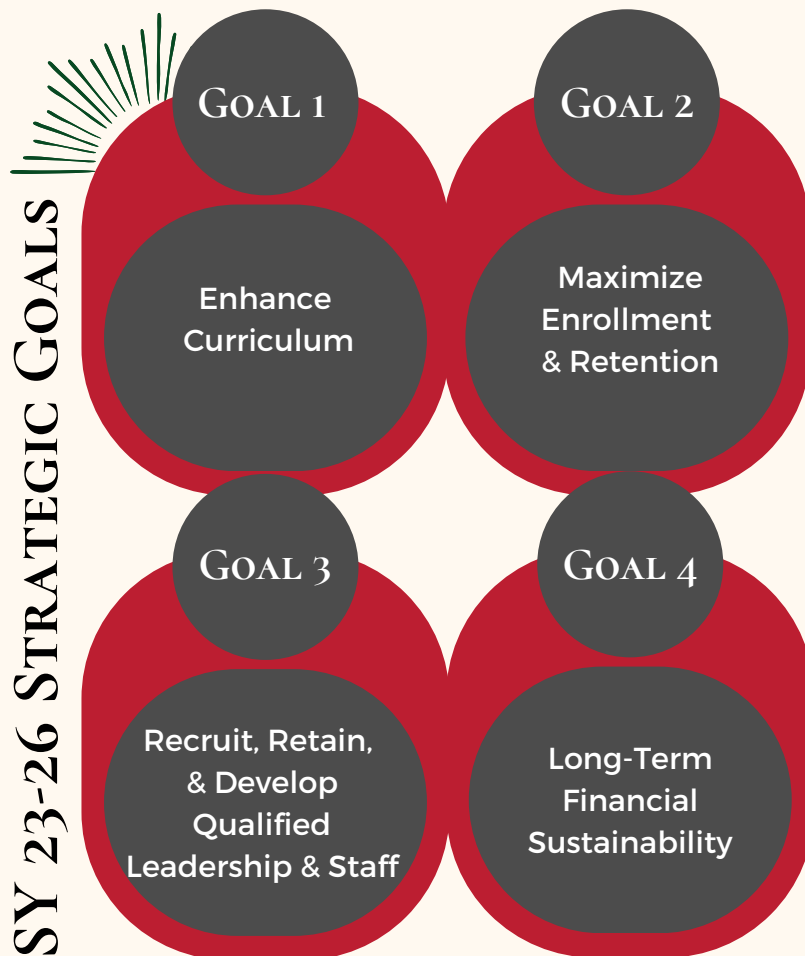 SY 23-26 Strategic Goals
Goal 1
Enhance
Curriculum
Goal 2
Maximize
Enrollment
& Retention
Goal 3
Recruit, Retain,
& Develop
Qualified
Leadership & Staff
Goal 4
Long-Term
Financial
Sustainability